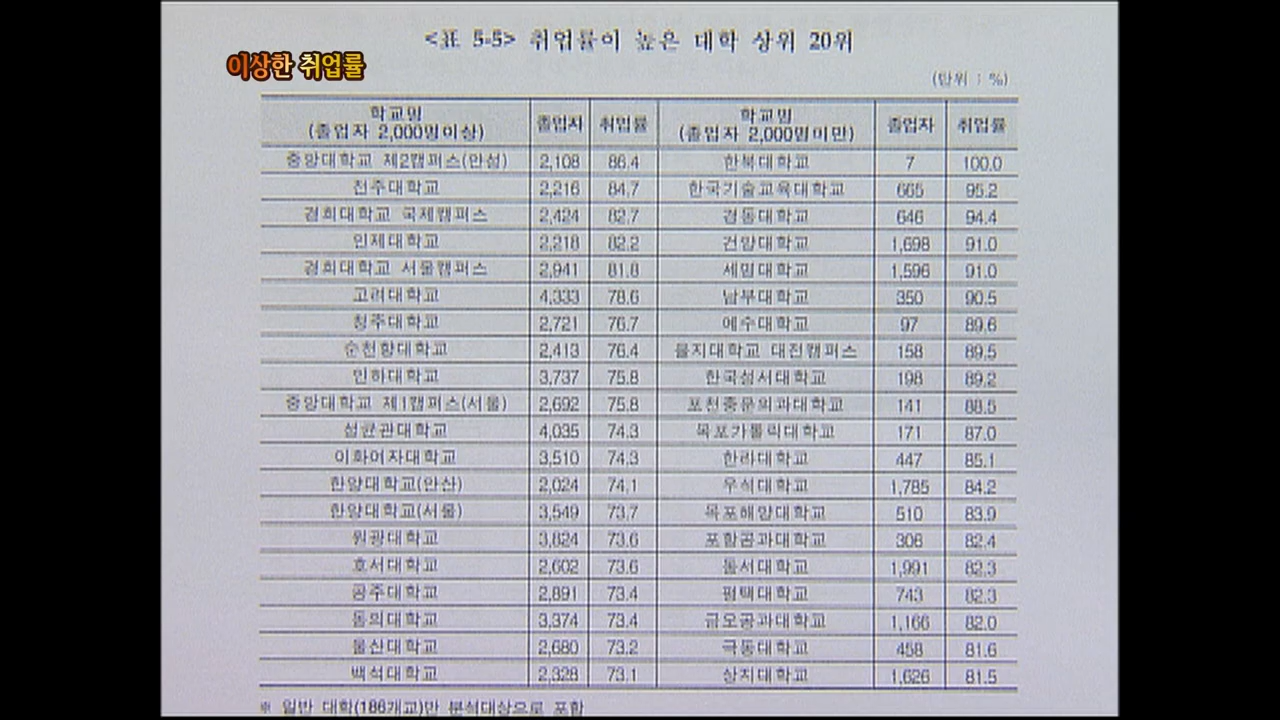 <표 5-5> 취업률이 높은 대학 상위 20위
이상한 취업률
(단위 : %)
학교명 (졸업자 2,000명이상) 졸업자 취업률 학교명 (졸업자 2,000명미만) 졸업자 취업률
중앙대학교 제2캠퍼스(안성) 2,108 86.4 한북대학교 7 100.0
전주대학교 2,216 84.7 한국기술교육대학교 665 95.2
경희대학교 국제캠퍼스 2,424 82.7 경동대학교 646 94.4
인제대학교 2,218 82.2 건양대학교 1,698 91.0
경희대학교 서울캠퍼스 2,941 81.8 세명대학교 1,596 91.0
고려대학교 4,333 78.6 남부대학교 350 90.5
청주대학교 2,721 76.7 예수대학교 97 89.6
순천향대학교 2,413 76.4 을지대학교 대전캠퍼스 158 89.5
인하대학교 3,737 75.8 한국성서대학교 198 89.2
중앙대학교 제1캠퍼스(서울) 2,692 75.8 포천중문의과대학교 141 88.5
성균관대학교 4,035 74.3 목포가톨릭대학교 171 87.0
이화여자대학교 3,510 74.3 한라대학교 447 85.1
한양대학교(안산) 2,024 74.1 우석대학교 1,785 84.2
한양대학교(서울) 3,549 73.7 목포해양대학교 510 83.9
원광대학교 3,824 73.6 포항공과대학교 306 82.4
호서대학교 2,602 73.6 동서대학교 1,991 82.3
공주대학교 2,891 73.4 평택대학교 743 82.3
동의대학교 3,374 73.4 금오공과대학교 1,166 82.0
울산대학교 2,680 73.2 극동대학교 458 81.6
백석대학교 2,328 73.1 상지대학교 1,626 81.5
※ 일반 대학(186개교)만 분석대상으로 포함